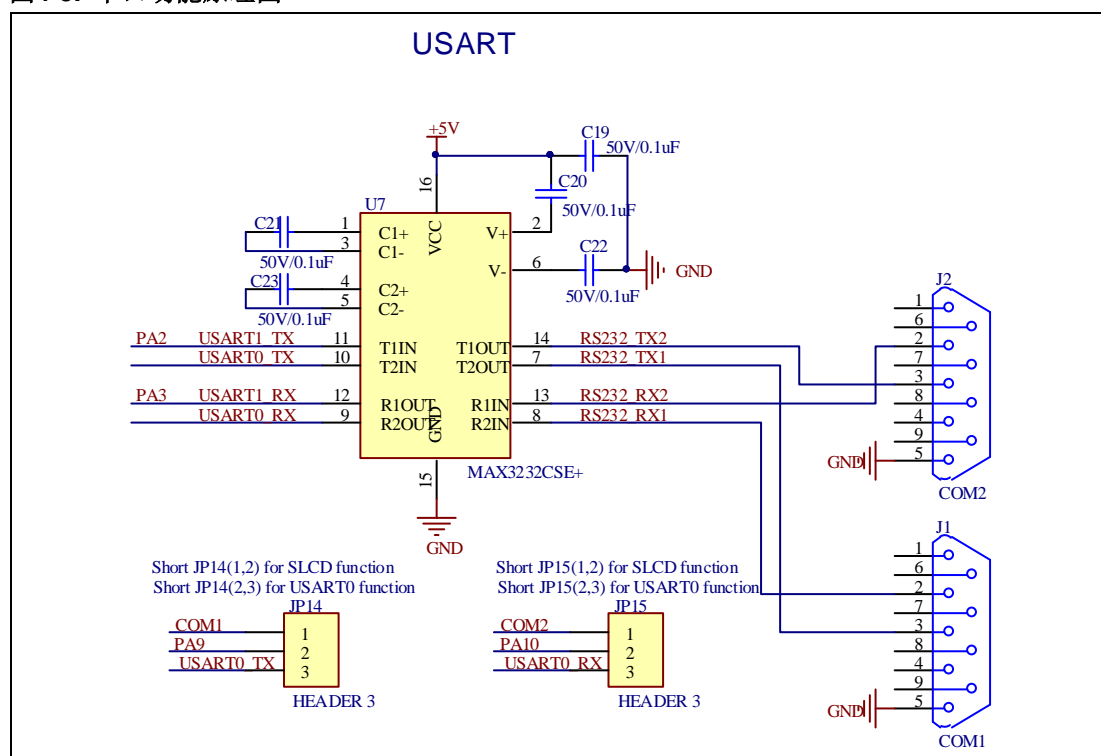 USART
+5V
C19
50V/0.1uF
C20
50V/0.1uF
16
U7
VCC
C21
1
C1+
3
C1-
50V/0.1uF
C23
4
C2+
5
C2-
50V/0.1uF
V+
2
V-
6
C22
50V/0.1uF
GND
PA2
USART1_TX
11
T1IN
USART0_TX
10
T2IN
PA3
USART1_RX
12
R1OUT
USART0_RX
9
R2OUT
T1OUT
14
RS232_TX2
T2OUT
7
RS232_TX1
R1IN
13
RS232_RX2
R2IN
8
RS232_RX1
GND
15
MAX3232CSE+
GND
J2
1
6
2
7
3
8
4
9
5
GND
COM2
J1
1
6
2
7
3
8
4
9
5
GND
COM1
Short JP14(1,2) for SLCD function
Short JP14(2,3) for USART0 function
JP14
COM1
1
PA9
2
USART0_TX
3
HEADER 3
Short JP15(1,2) for SLCD function
Short JP15(2,3) for USART0 function
JP15
COM2
1
PA10
2
USART0_RX
3
HEADER 3